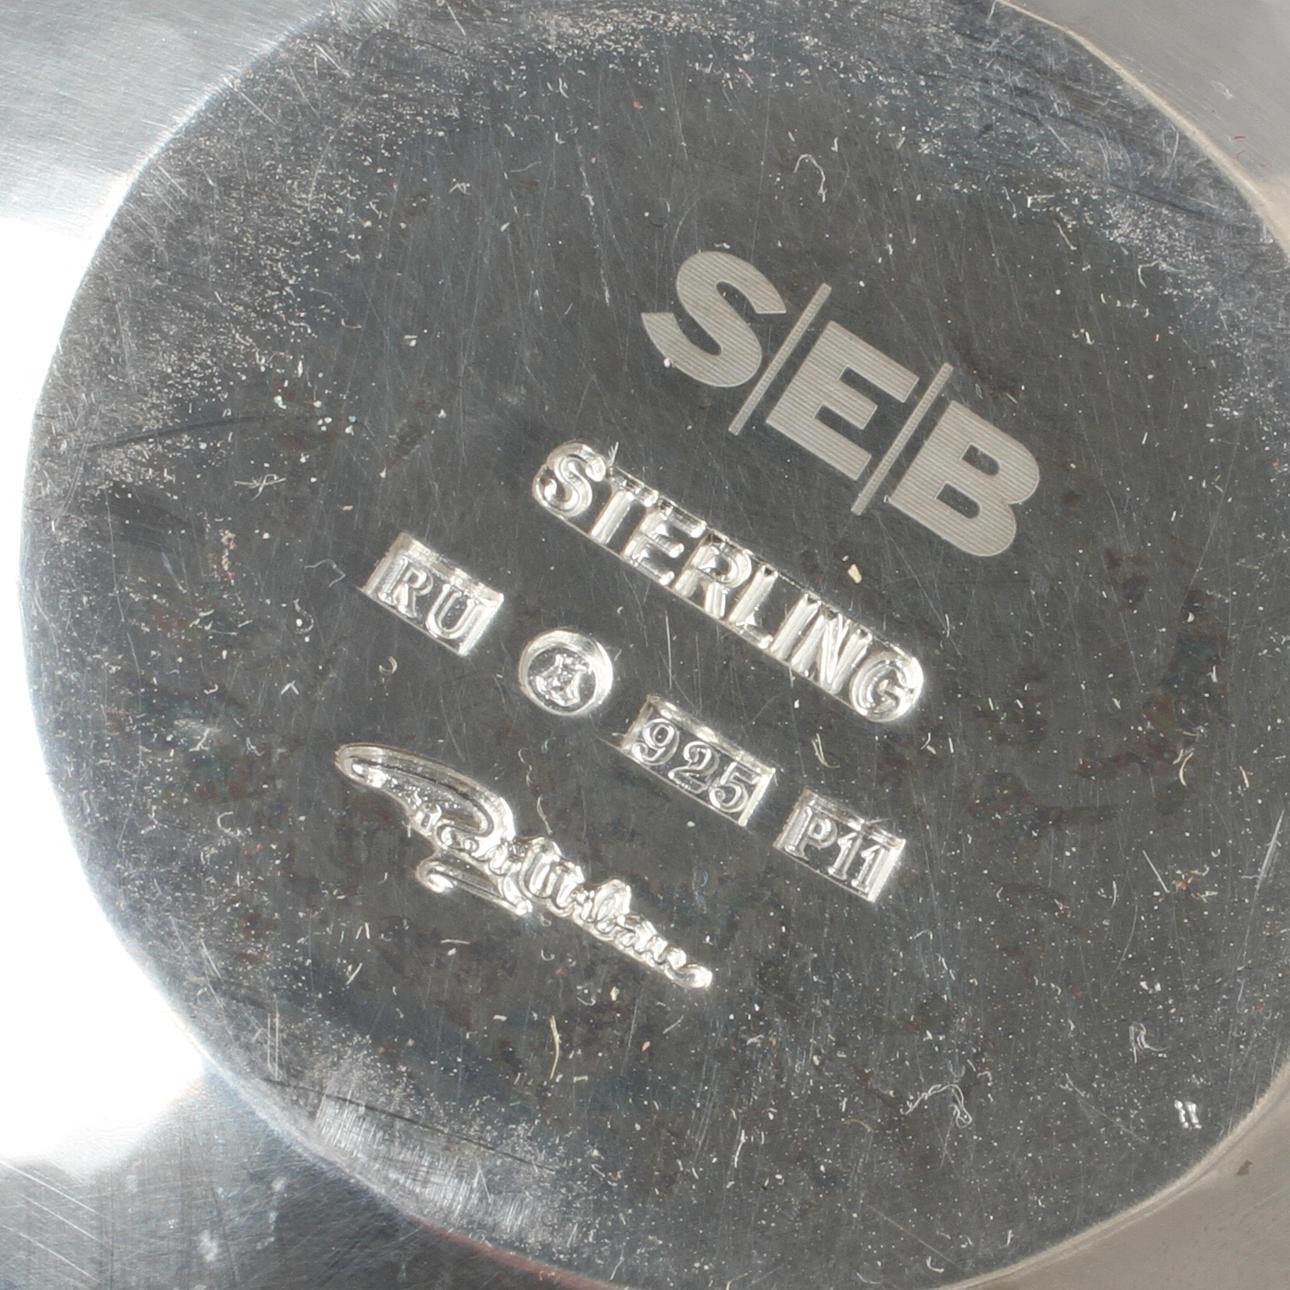 S|E|B
STERLING
RU 925 P11